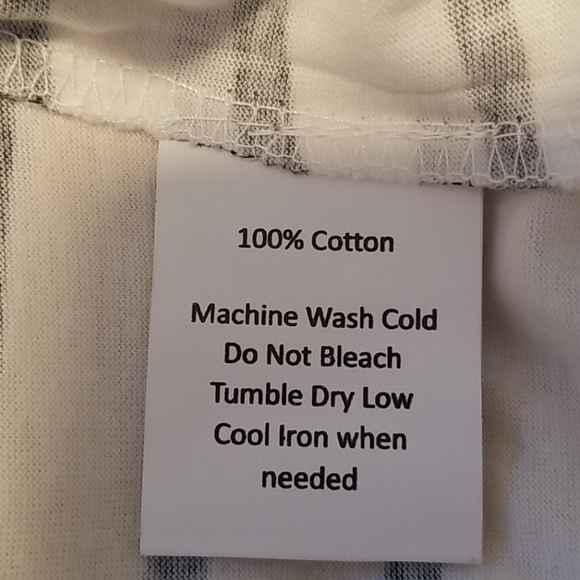 100% Cotton
Machine Wash Cold
Do Not Bleach
Tumble Dry Low
Cool Iron when
needed